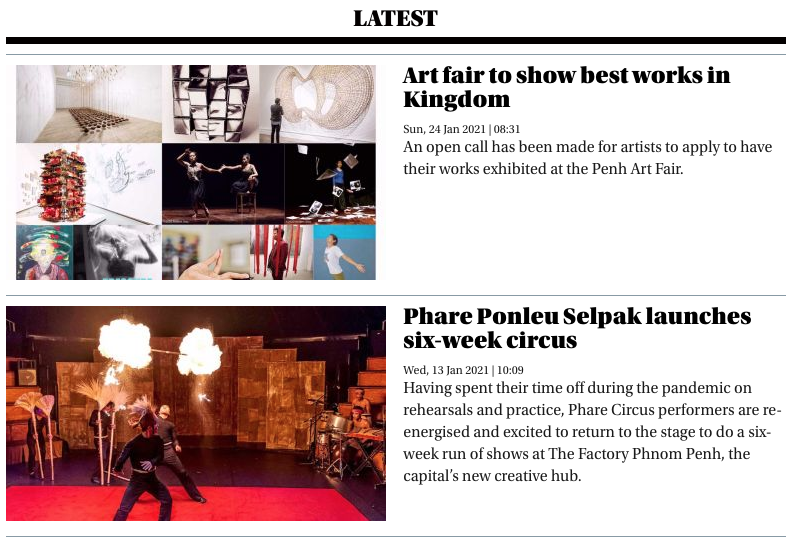 LATEST
Art fair to show best works in
Kingdom
Sun, 24 Jan 2021 | 08:31
An open call has been made for artists to apply to have
their works exhibited at the Penh Art Fair.
Phare Ponleu Selpak launches
six-week circus
Wed, 13 Jan 2021 | 10:09
Having spent their time off during the pandemic on
rehearsals and practice, Phare Circus performers are re-
energised and excited to return to the stage to do a six-
week run of shows at The Factory Phnom Penh, the
capital’s new creative hub.